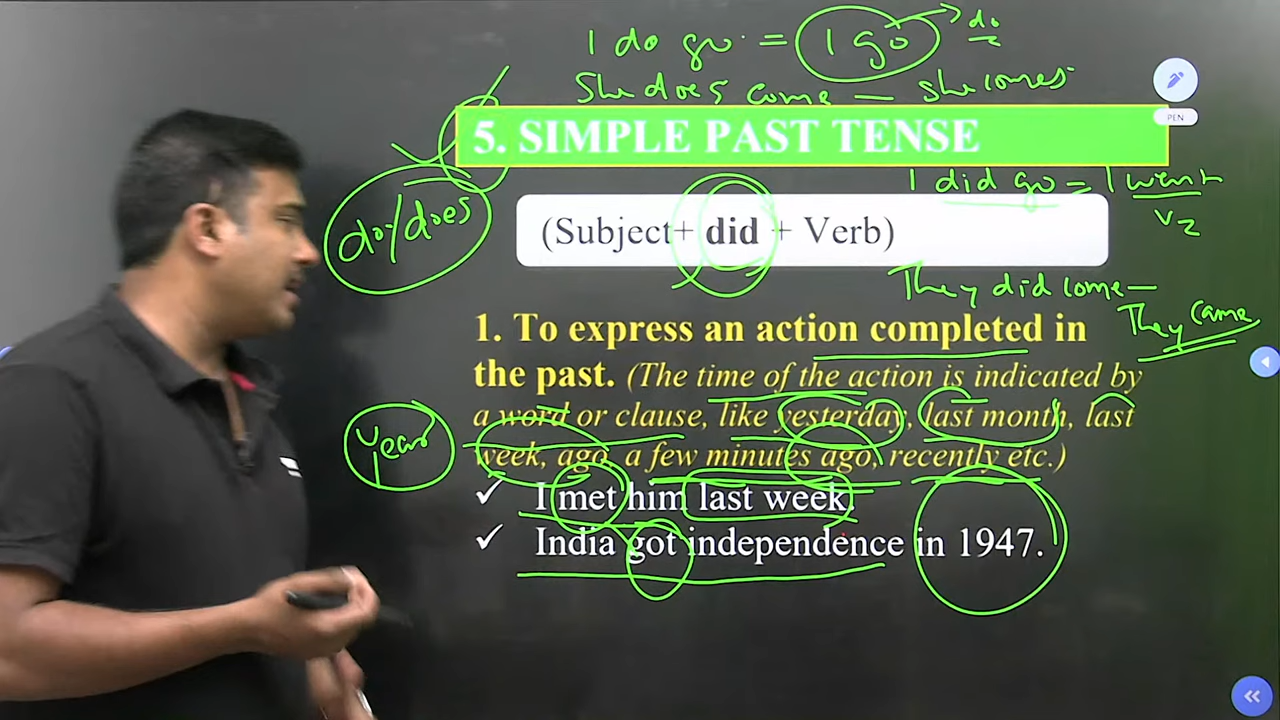 I do go = I go do
She does come — she comes
PEN
5. SIMPLE PAST TENSE
I did go = I went
V2
do/does
(Subject+ did + Verb)
They did come —
They came
1. To express an action completed in
the past. (The time of the action is indicated by
a word or clause, like yesterday, last month, last
week, ago, a few minutes ago, recently etc.)
Year
✓ I met him last week.
✓ India got independence in 1947.